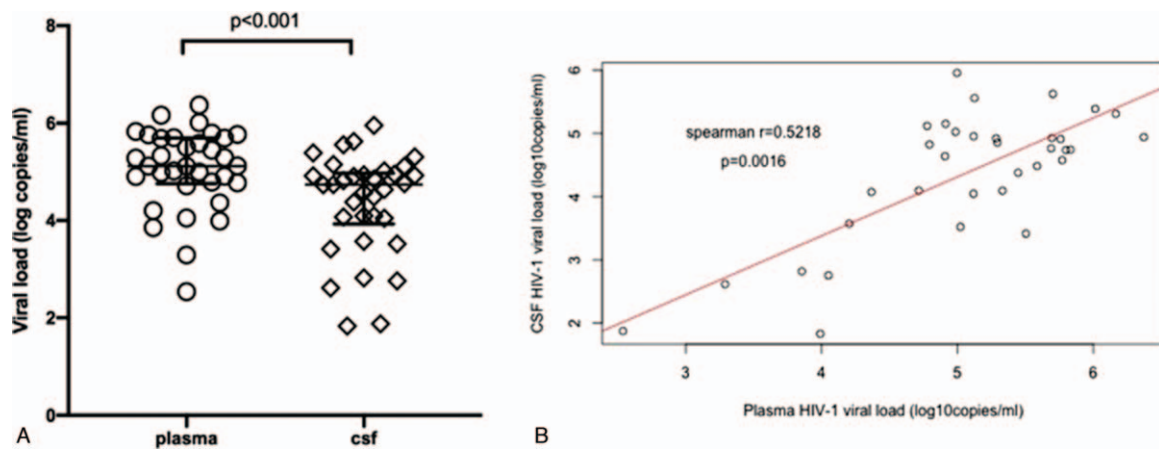 8
p<0.001
6
4
2
0
Viral load (log copies/ml)
plasma
csf
A
6
5
4
3
2
CSF HIV-1 viral load (log10copies/ml)
spearman r=0.5218
p=0.0016
3
4
5
6
Plasma HIV-1 viral load (log10copies/ml)
B